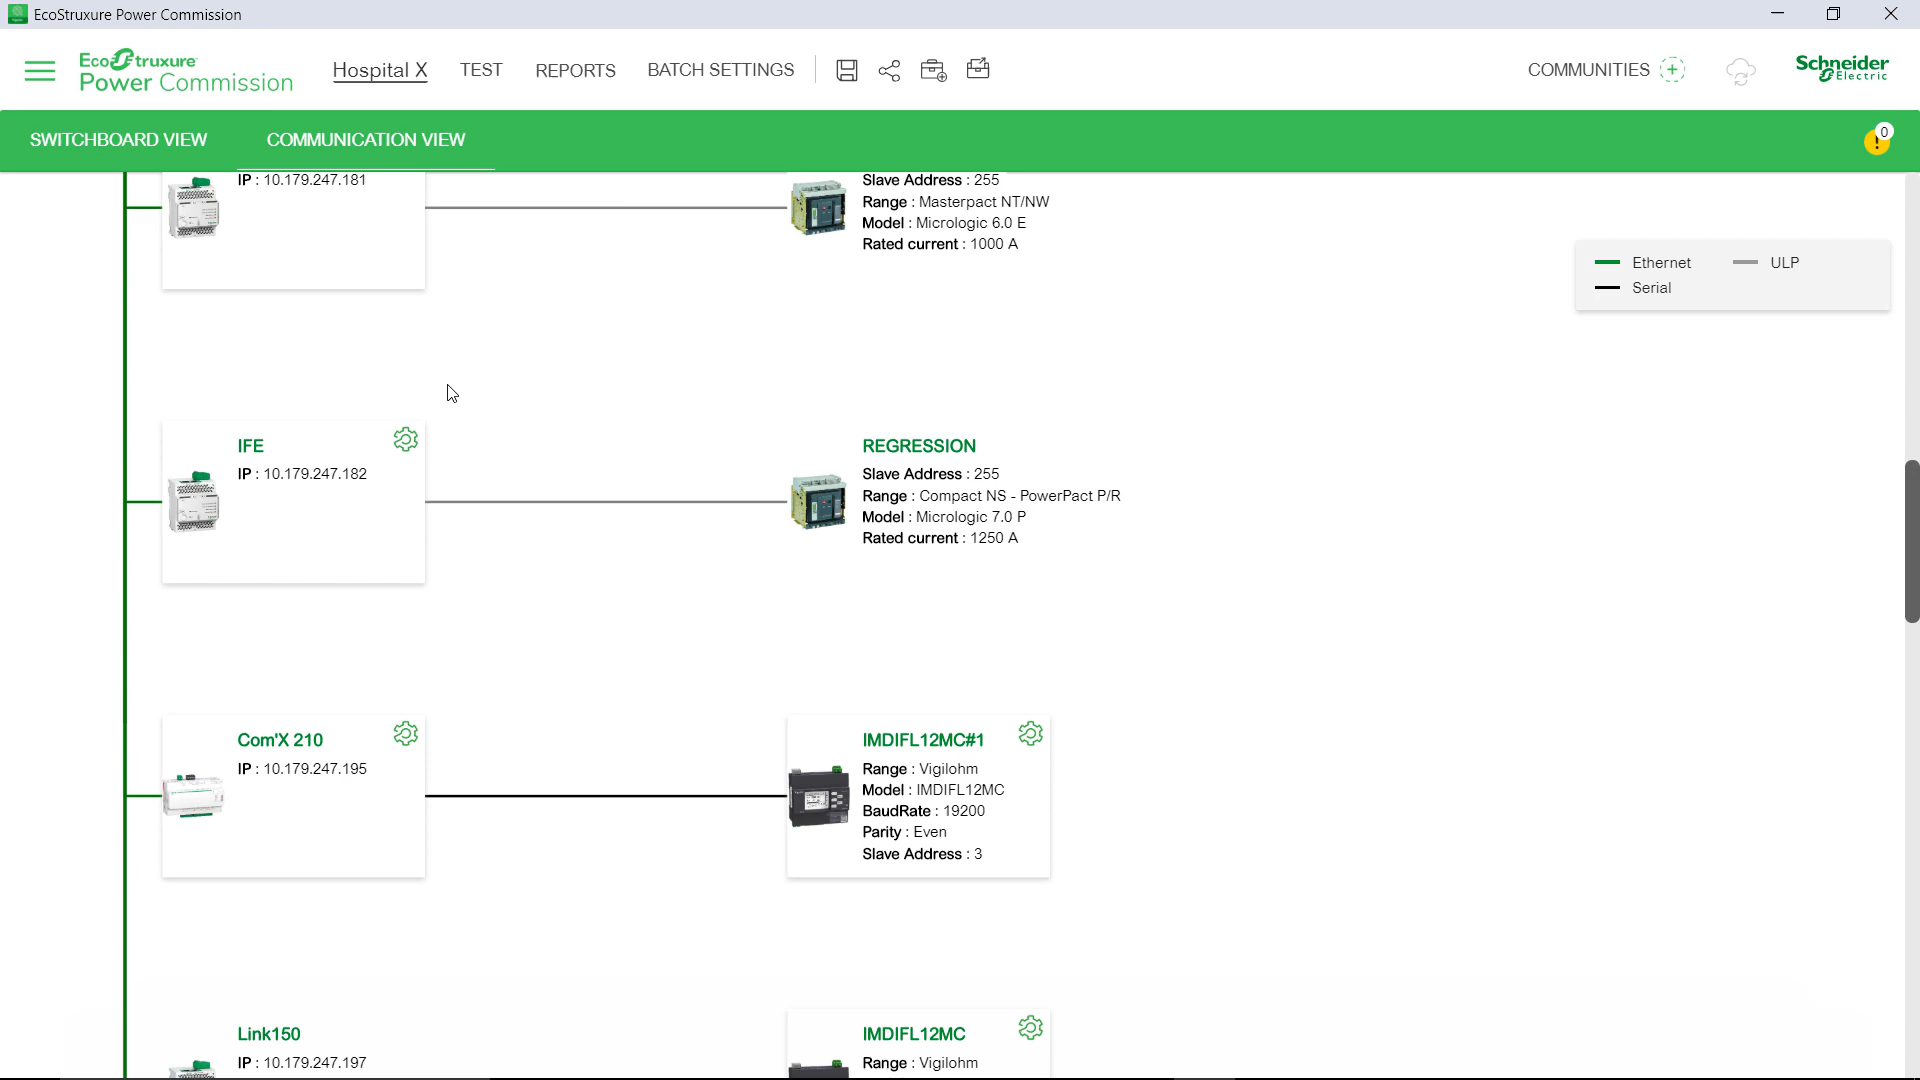 EcoStruxure Power Commission
EcoStruxure
Power Commission
Hospital X
TEST
REPORTS
BATCH SETTINGS
COMMUNITIES
Schneider
Electric
SWITCHBOARD VIEW
COMMUNICATION VIEW
0
IP : 10.179.247.181
Slave Address : 255
Range : Masterpact NT/NW
Model : Micrologic 6.0 E
Rated current : 1000 A
Ethernet
ULP
Serial
IFE
IP : 10.179.247.182
REGRESSION
Slave Address : 255
Range : Compact NS - PowerPact P/R
Model : Micrologic 7.0 P
Rated current : 1250 A
Com'X 210
IP : 10.179.247.195
IMDIFL12MC#1
Range : Vigilohm
Model : IMDIFL12MC
BaudRate : 19200
Parity : Even
Slave Address : 3
Link150
IP : 10.179.247.197
IMDIFL12MC
Range : Vigilohm